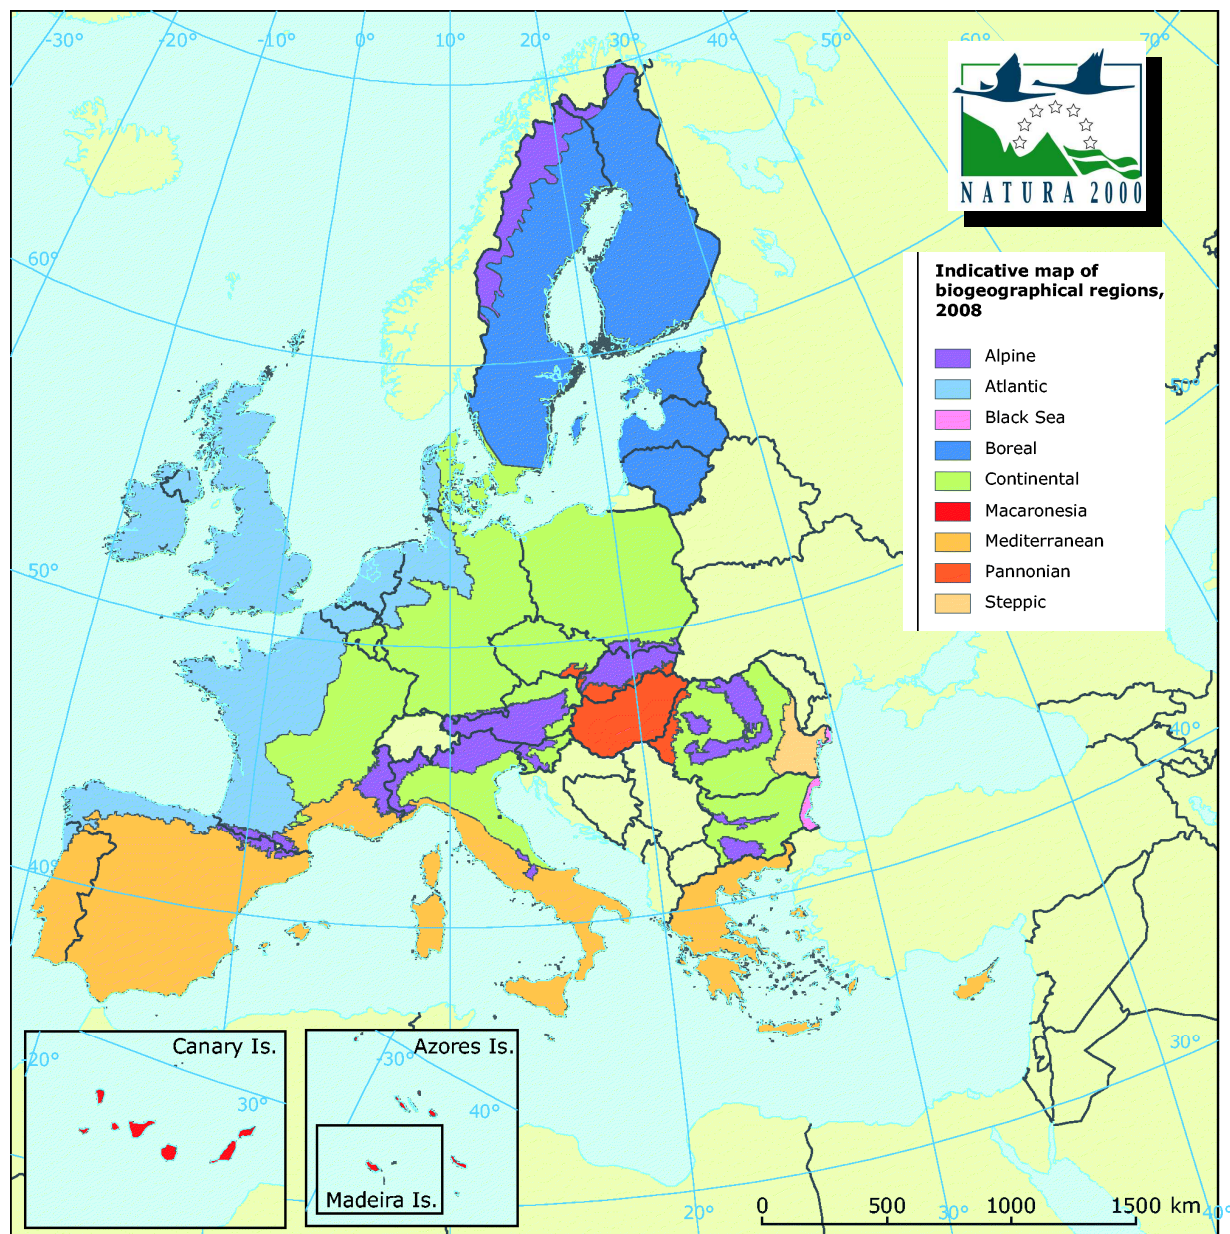 -30°
-20°
-10°
0°
10°
20°
30°
40°
50°
60°
70°
NATURA 2000
60°
Indicative map of
biogeographical regions,
2008
Alpine
Atlantic
Black Sea
Boreal
Continental
Macaronesia
Mediterranean
Pannonian
Steppic
50°
50°
40°
40°
30°
Canary Is.
-20°
30°
Azores Is.
-30°
40°
Madeira Is.
0
500
1000
1500 km
20°
30°
40°